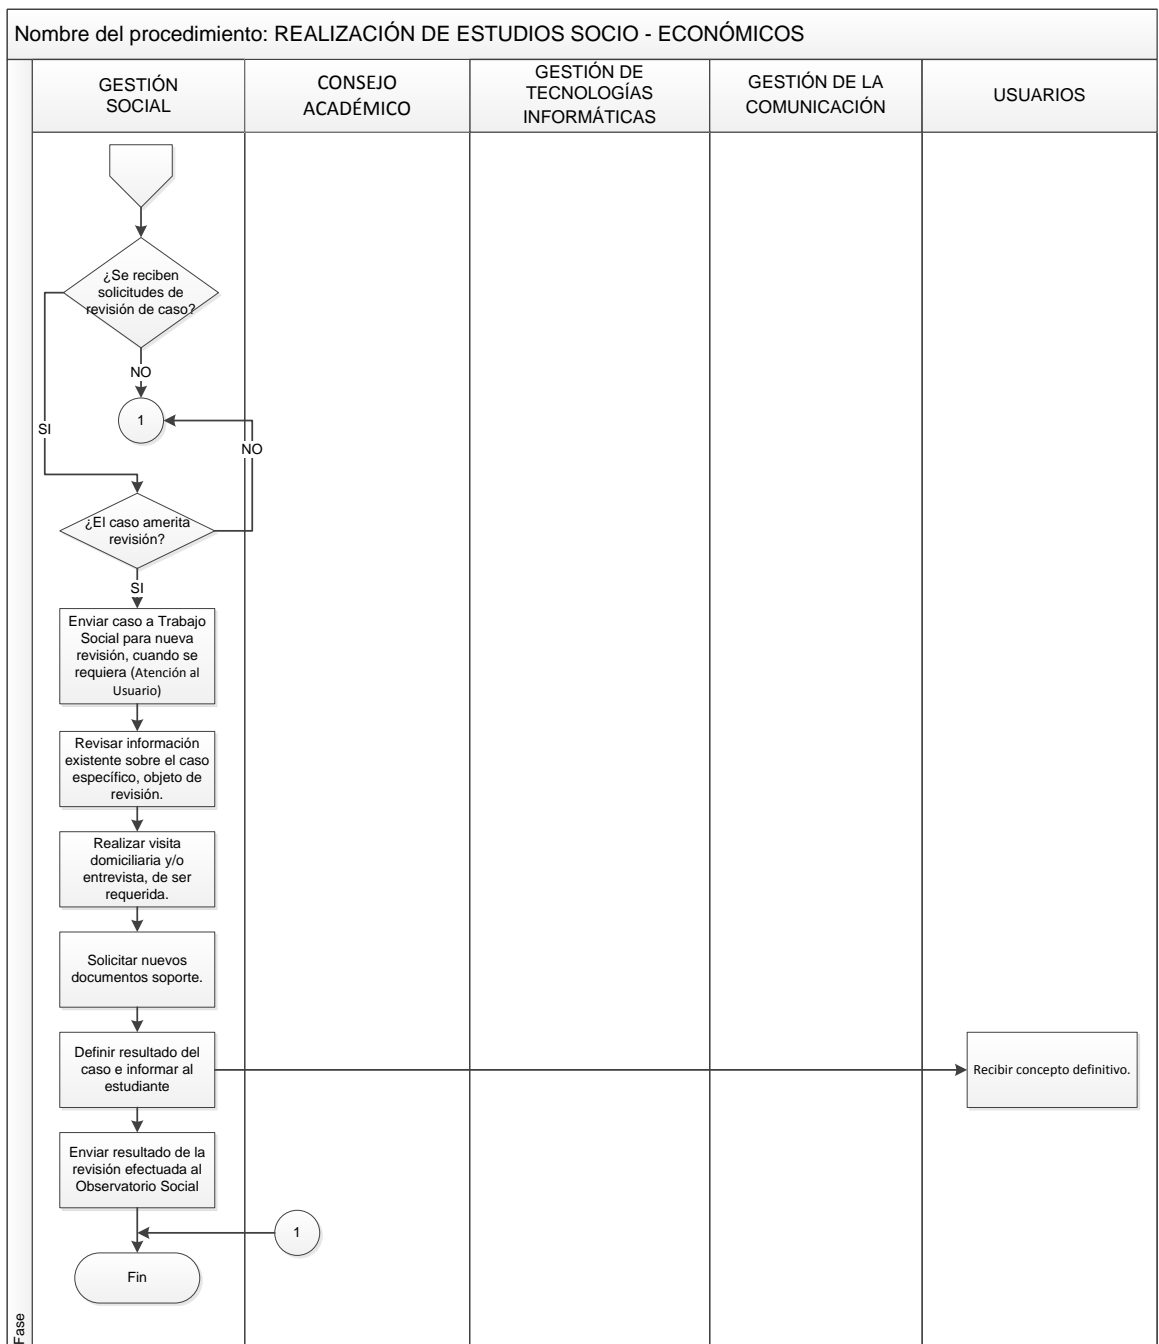 Nombre del procedimiento: REALIZACIÓN DE ESTUDIOS SOCIO - ECONÓMICOS
GESTIÓN
SOCIAL
CONSEJO
ACADÉMICO
GESTIÓN DE
TECNOLOGÍAS
INFORMÁTICAS
GESTIÓN DE LA
COMUNICACIÓN
USUARIOS
¿Se reciben
solicitudes de
revisión de caso?
NO
1
SI
NO
¿El caso amerita
revisión?
SI
Enviar caso a Trabajo
Social para nueva
revisión, cuando se
requiera (Atención al
Usuario)
Revisar información
existente sobre el caso
específico, objeto de
revisión.
Realizar visita
domiciliaria y/o
entrevista, de ser
requerida.
Solicitar nuevos
documentos soporte.
Definir resultado del
caso e informar al
estudiante
Recibir concepto definitivo.
Enviar resultado de la
revisión efectuada al
Observatorio Social
1
Fin
Fase